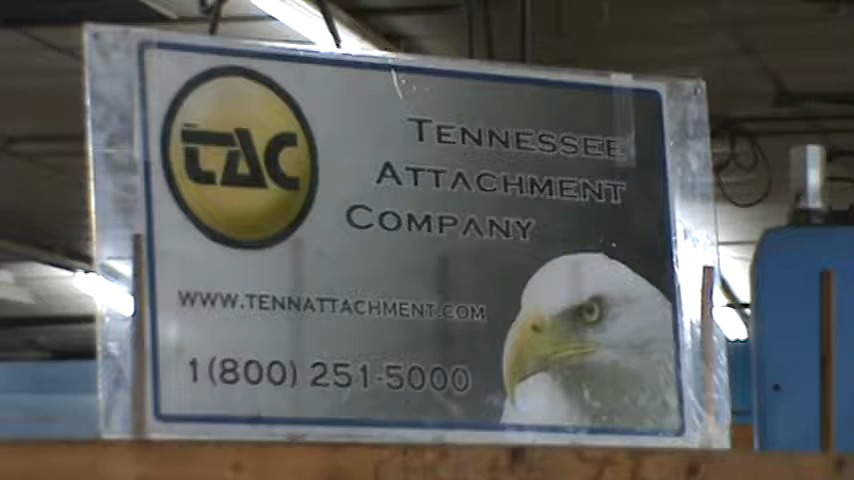 TAC
TENNESSEE
ATTACHMENT
COMPANY
WWW.TENNATTACHMENT.COM
1(800) 251-5000